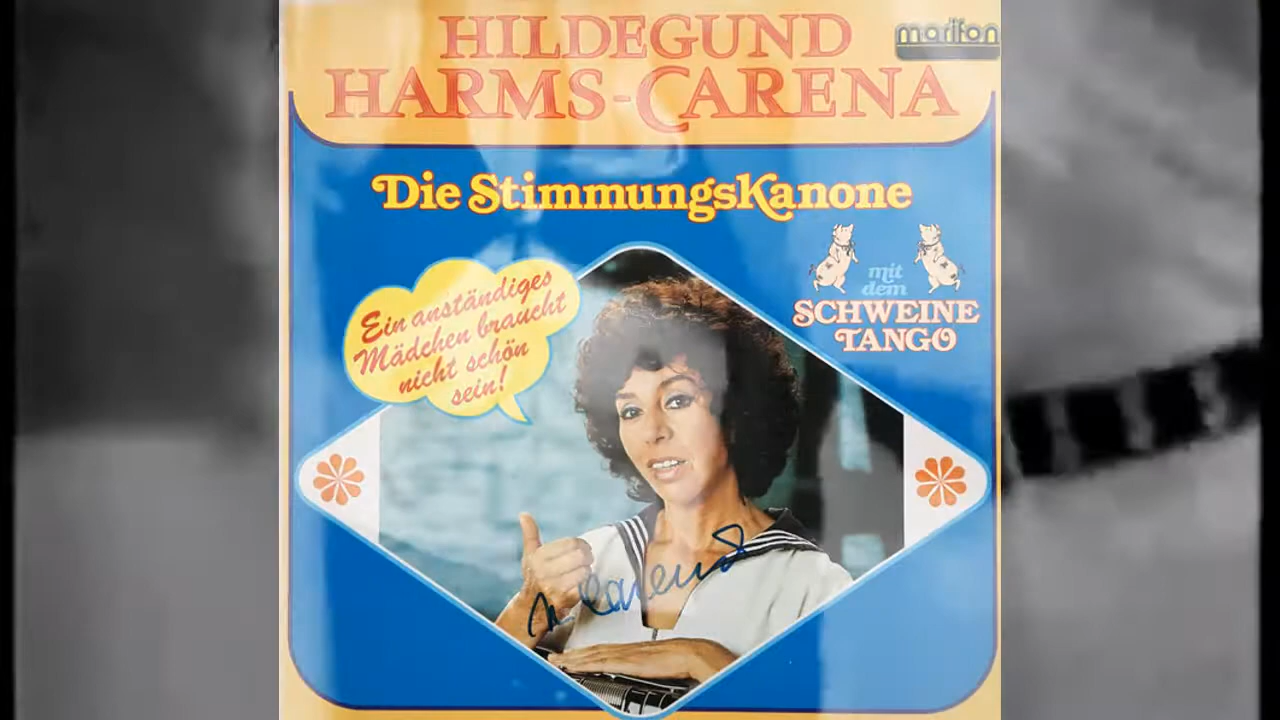 HILDEGUND
HARMS-CARENA
marifon
Die StimmungsKanone
Ein anständiges
Mädchen braucht
nicht schön
sein!
mit
dem
SCHWEINE
TANGO